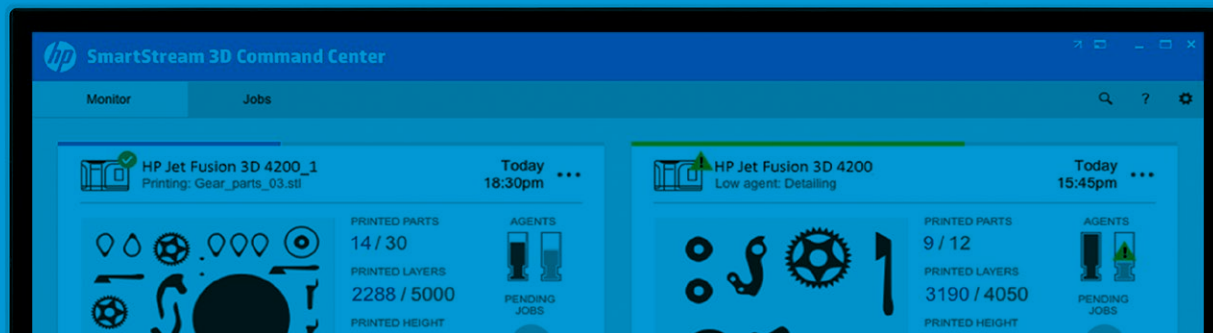 hp SmartStream 3D Command Center
Monitor Jobs ?
HP Jet Fusion 3D 4200_1
Printing: Gear_parts_03.stl
Today
18:30pm
PRINTED PARTS
14 / 30
PRINTED LAYERS
2288 / 5000
PRINTED HEIGHT
AGENTS
PENDING
JOBS
HP Jet Fusion 3D 4200
Low agent: Detailing
Today
15:45pm
PRINTED PARTS
9 / 12
PRINTED LAYERS
3190 / 4050
PRINTED HEIGHT
AGENTS
PENDING
JOBS